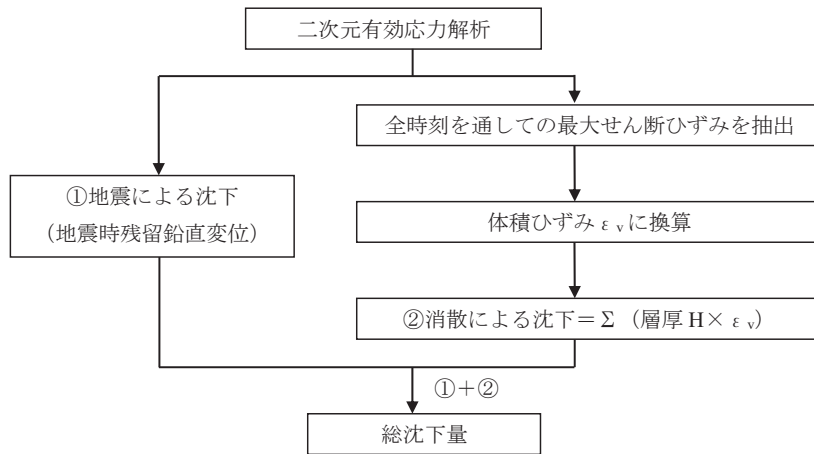 二次元有効応力解析
全時刻を通しての最大せん断ひずみを抽出
①地震による沈下
（地震時残留鉛直変位）
体積ひずみ εv に換算
②消散による沈下＝Σ（層厚 H× εv）
①＋②
総沈下量